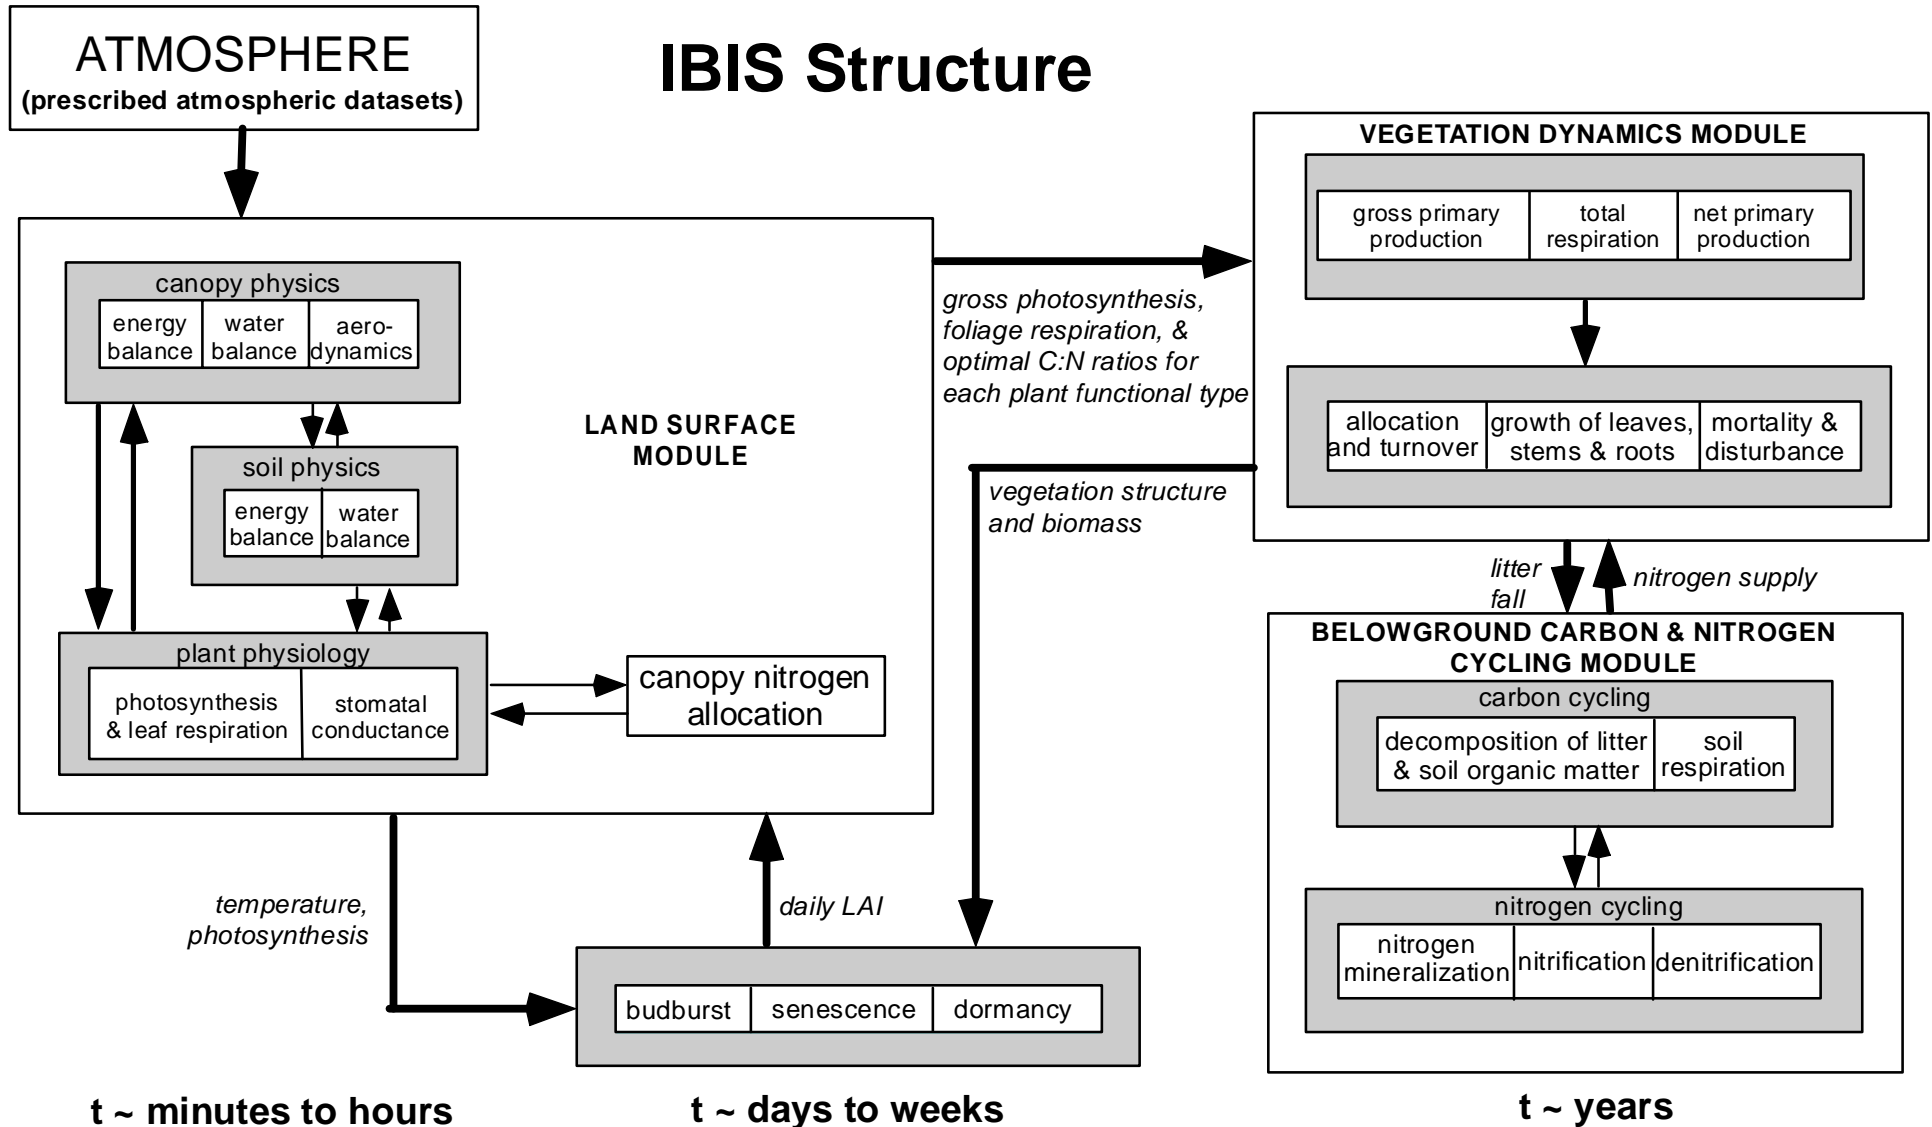 ATMOSPHERE
(prescribed atmospheric datasets)
IBIS Structure
LAND SURFACE
MODULE
canopy physics
energy
balance
water
balance
aero-
dynamics
soil physics
energy
balance
water
balance
plant physiology
photosynthesis
& leaf respiration
stomatal
conductance
canopy nitrogen
allocation
gross photosynthesis,
foliage respiration, &
optimal C:N ratios for
each plant functional type
vegetation structure
and biomass
VEGETATION DYNAMICS MODULE
gross primary
production
total
respiration
net primary
production
allocation
and turnover
growth of leaves,
stems & roots
mortality &
disturbance
litter
fall
nitrogen supply
BELOWGROUND CARBON & NITROGEN
CYCLING MODULE
carbon cycling
decomposition of litter
& soil organic matter
soil
respiration
nitrogen cycling
nitrogen
mineralization
nitrification
denitrification
temperature,
photosynthesis
daily LAI
budburst
senescence
dormancy
t ~ minutes to hours
t ~ days to weeks
t ~ years